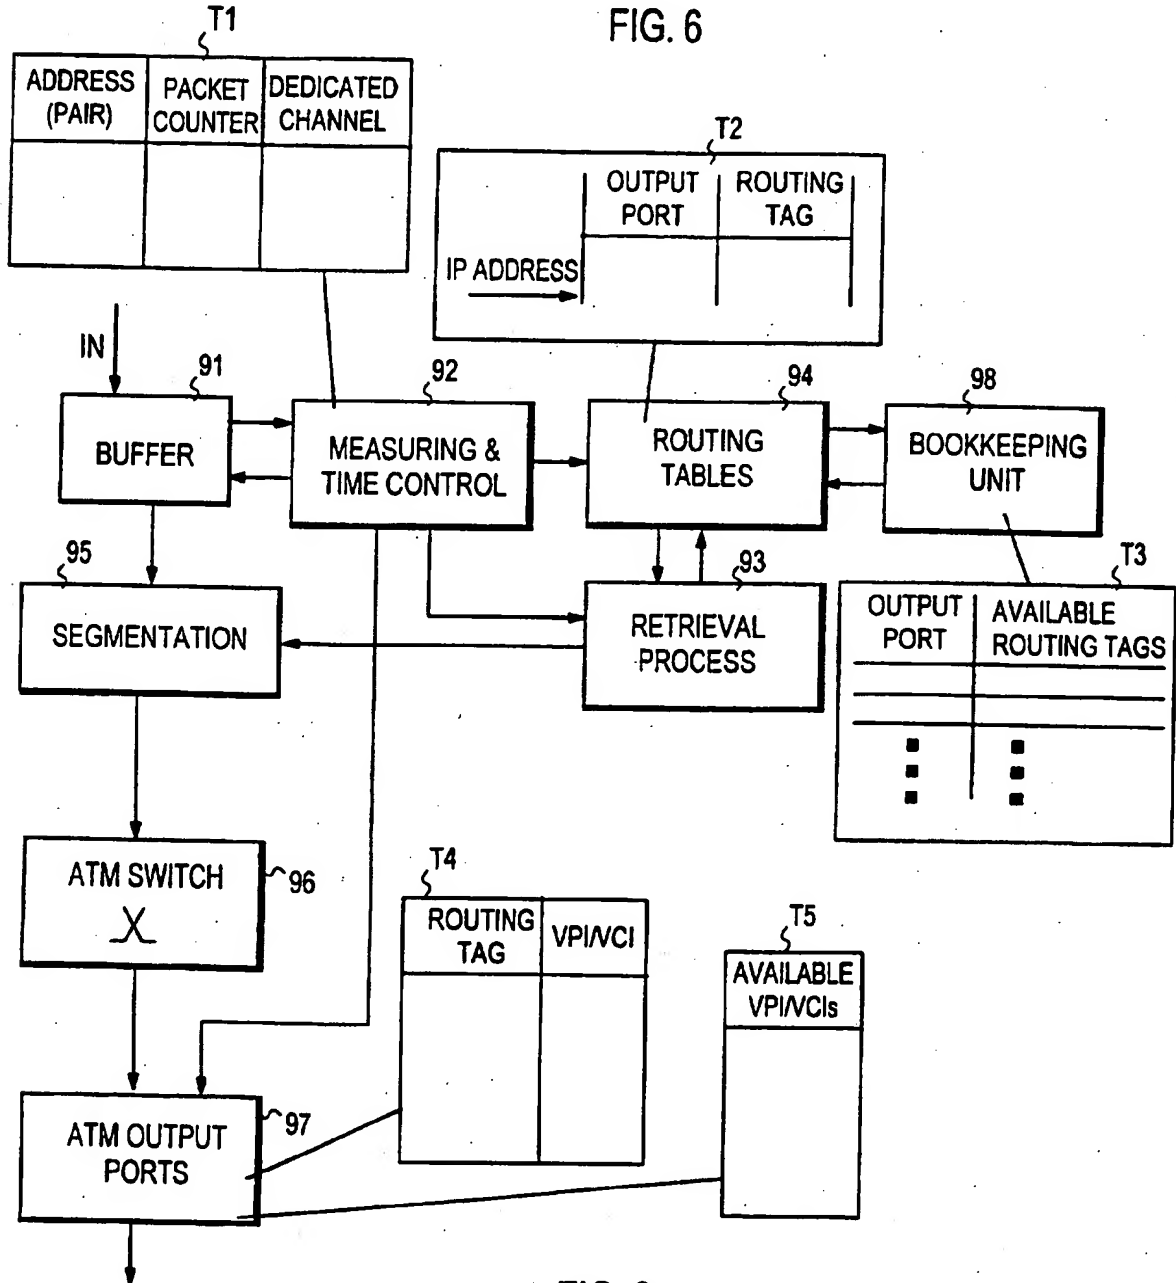 FIG. 6
T1
ADDRESS (PAIR)
PACKET COUNTER
DEDICATED CHANNEL
T2
OUTPUT PORT
ROUTING TAG
IP ADDRESS
IN
91
BUFFER
92
MEASURING & TIME CONTROL
94
ROUTING TABLES
98
BOOKKEEPING UNIT
95
SEGMENTATION
93
RETRIEVAL PROCESS
T3
OUTPUT PORT
AVAILABLE ROUTING TAGS
ATM SWITCH
96
T4
ROUTING TAG
VPI/VCI
T5
AVAILABLE VPI/VCIs
ATM OUTPUT PORTS
97